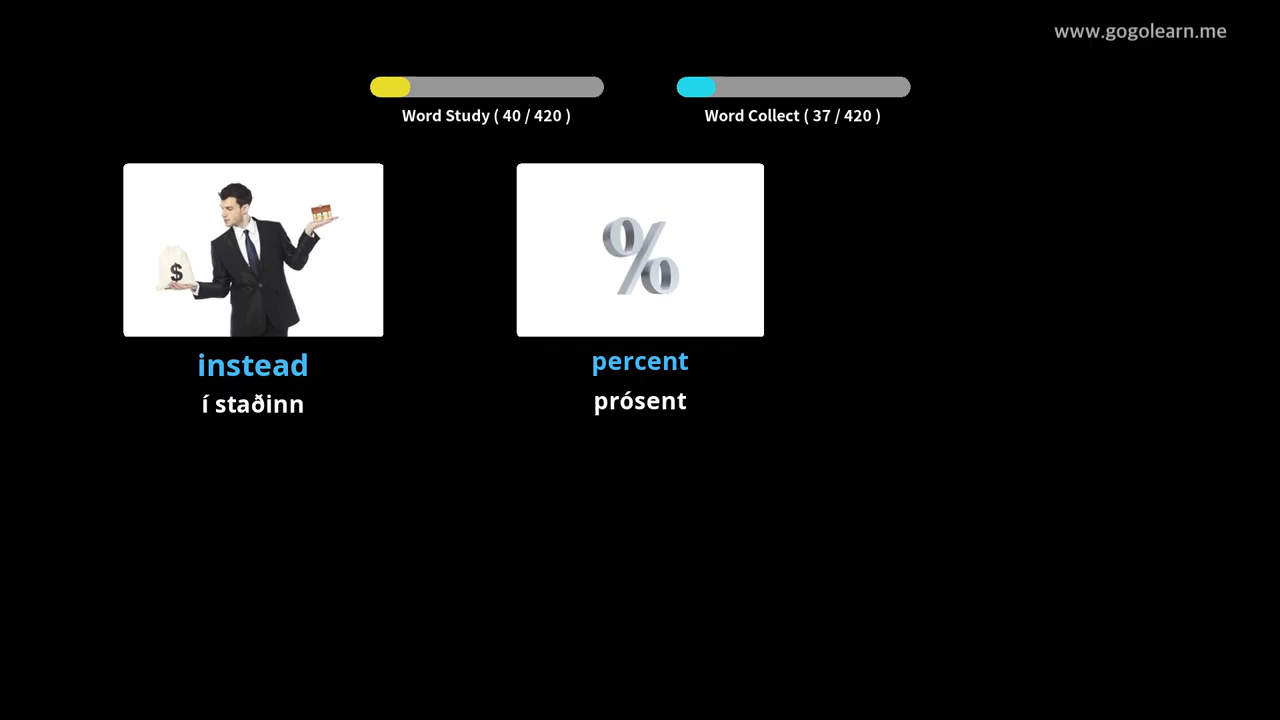 www.gogolearn.me
Word Study ( 40 / 420 )
Word Collect ( 37 / 420 )
$
%
instead
í staðinn
percent
prósent